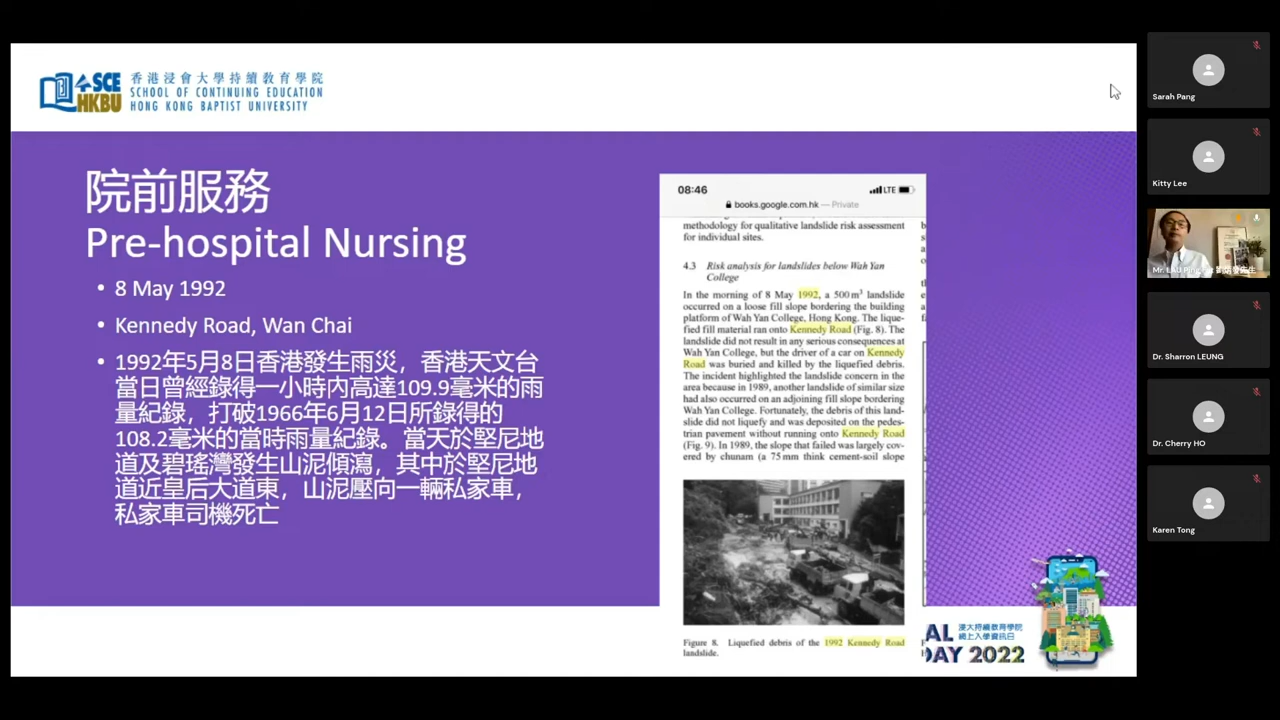 香港浸會大學持續教育學院
SCE SCHOOL OF CONTINUING EDUCATION
HKBU HONG KONG BAPTIST UNIVERSITY
院前服務
Pre-hospital Nursing
• 8 May 1992
• Kennedy Road, Wan Chai
• 1992年5月8日香港發生雨災，香港天文台
當日曾經錄得一小時內高達109.9毫米的雨
量紀錄，打破1966年6月12日所錄得的
108.2毫米的當時雨量紀錄。當天於堅尼地
道及碧瑤灣發生山泥傾瀉，其中於堅尼地
道近皇后大道東，山泥壓向一輛私家車，
私家車司機死亡
08:46 LTE
books.google.com.hk — Private
methodology for qualitative landslide risk assessment
for individual sites.
4.3 Risk analysis for landslides below Wah Yan
College
In the morning of 8 May 1992, a 500 m³ landslide
occurred on a loose fill slope bordering the building
platform of Wah Yan College, Hong Kong. The lique-
fied fill material ran onto Kennedy Road (Fig. 8). The
landslide did not result in any serious consequences at
Wah Yan College, but the driver of a car on Kennedy
Road was buried and killed by the liquefied debris.
The incident highlighted the landslide concern in the
area because in 1989, another landslide of similar size
had also occurred on an adjoining fill slope bordering
Wah Yan College. Fortunately, the debris of this land-
slide did not liquefy and was deposited on the pedes-
trian pavement without running onto Kennedy Road
(Fig. 9). In 1989, the slope that failed was largely cov-
ered by chunam (a 75 mm think cement-soil slope
Figure 8. Liquefied debris of the 1992 Kennedy Road
landslide.
AL 浸大持續教育學院
網上入學資訊日
DAY 2022
Sarah Pang
Kitty Lee
Dr. Sharron LEUNG
Dr. Cherry HO
Karen Tong